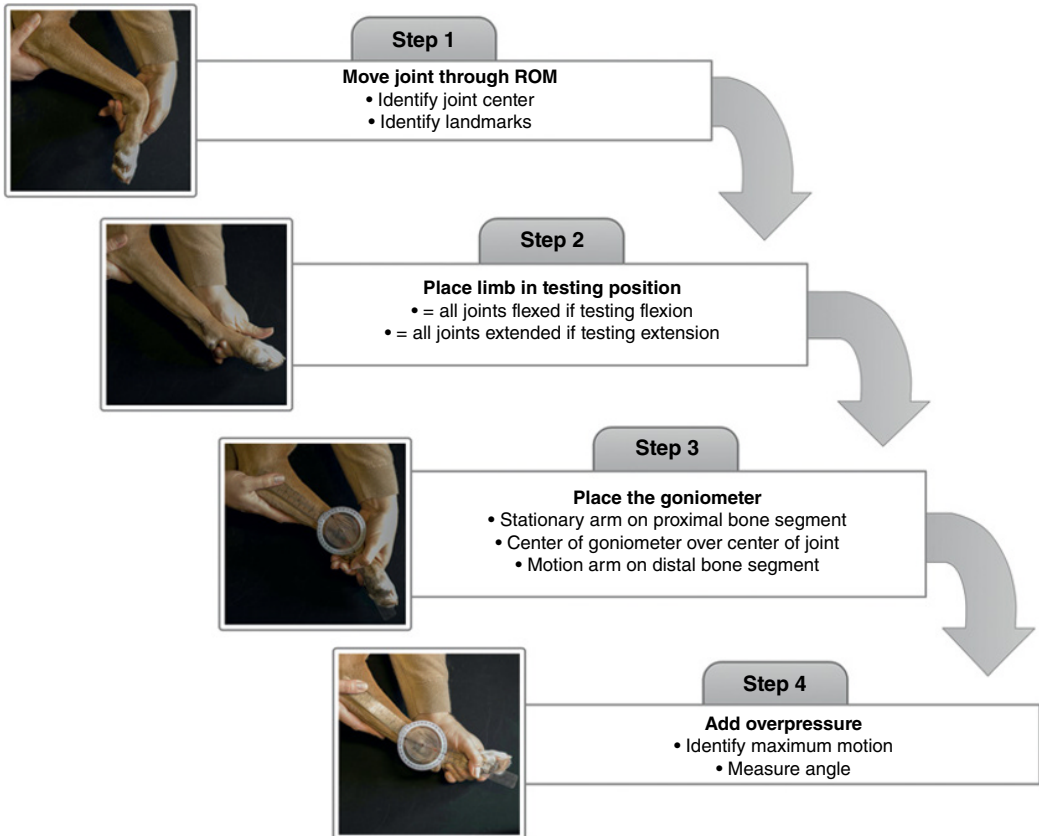 Step 1
Move joint through ROM
• Identify joint center
• Identify landmarks
Step 2
Place limb in testing position
• = all joints flexed if testing flexion
• = all joints extended if testing extension
Step 3
Place the goniometer
• Stationary arm on proximal bone segment
• Center of goniometer over center of joint
• Motion arm on distal bone segment
Step 4
Add overpressure
• Identify maximum motion
• Measure angle